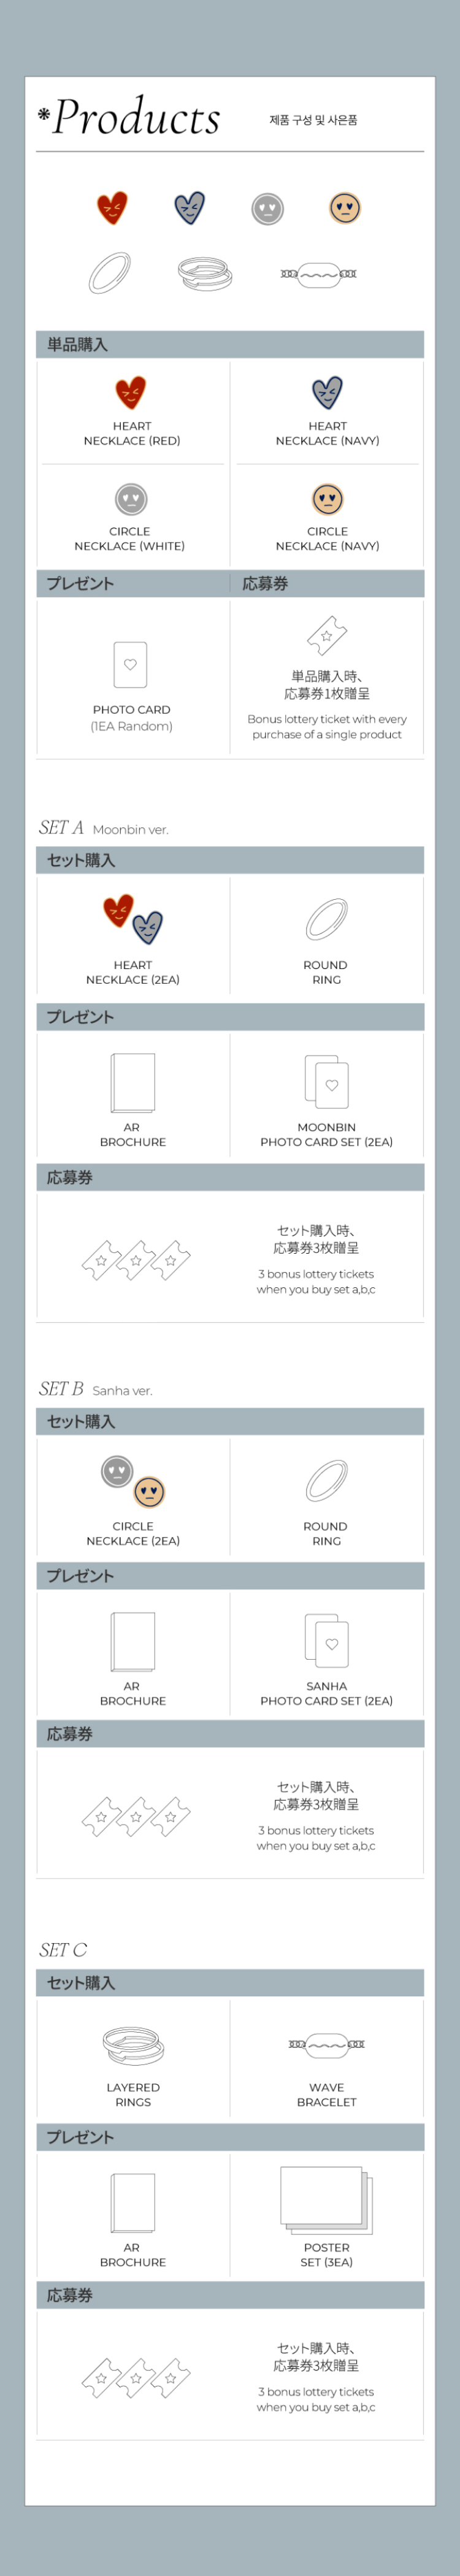 *Products
제품 구성 및 사은품
単品購入
HEART
NECKLACE (RED)
HEART
NECKLACE (NAVY)
CIRCLE
NECKLACE (WHITE)
CIRCLE
NECKLACE (NAVY)
プレゼント
応募券
PHOTO CARD
(1EA Random)
単品購入時、
応募券1枚贈呈
Bonus lottery ticket with every
purchase of a single product
SET A Moonbin ver.
セット購入
HEART
NECKLACE (2EA)
ROUND
RING
プレゼント
AR
BROCHURE
MOONBIN
PHOTO CARD SET (2EA)
応募券
セット購入時、
応募券3枚贈呈
3 bonus lottery tickets
when you buy set a,b,c
SET B Sanha ver.
セット購入
CIRCLE
NECKLACE (2EA)
ROUND
RING
プレゼント
AR
BROCHURE
SANHA
PHOTO CARD SET (2EA)
応募券
セット購入時、
応募券3枚贈呈
3 bonus lottery tickets
when you buy set a,b,c
SET C
セット購入
LAYERED
RINGS
WAVE
BRACELET
プレゼント
AR
BROCHURE
POSTER
SET (3EA)
応募券
セット購入時、
応募券3枚贈呈
3 bonus lottery tickets
when you buy set a,b,c